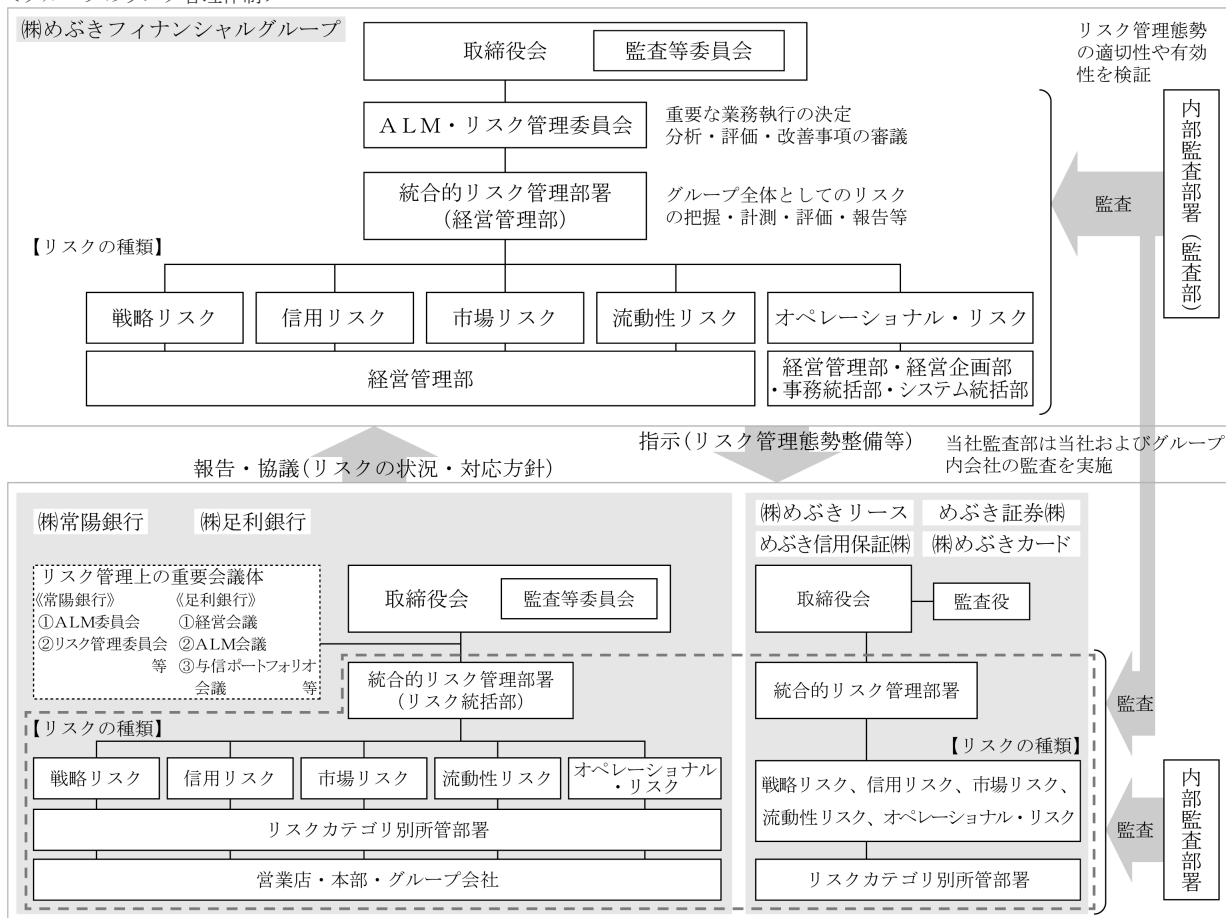 ㈱めぶきフィナンシャルグループ
取締役会
監査等委員会
リスク管理態勢
の適切性や有効
性を検証
ALM・リスク管理委員会
重要な業務執行の決定
分析・評価・改善事項の審議
内部監査部署(監査部)
統合的リスク管理部署
(経営管理部)
グループ全体としてのリスク
の把握・計測・評価・報告等
監査
【リスクの種類】
戦略リスク
信用リスク
市場リスク
流動性リスク
オペレーショナル・リスク
経営管理部
経営管理部・経営企画部
・事務統括部・システム統括部
指示(リスク管理態勢整備等)
報告・協議(リスクの状況・対応方針)
当社監査部は当社およびグループ
内会社の監査を実施
㈱常陽銀行
㈱足利銀行
リスク管理上の重要会議体
《常陽銀行》
①ALM委員会
②リスク管理委員会
等
《足利銀行》
①経営会議
②ALM会議
③与信ポートフォリオ
会議 等
取締役会
監査等委員会
統合的リスク管理部署
(リスク統括部)
【リスクの種類】
戦略リスク
信用リスク
市場リスク
流動性リスク
オペレーショナル
・リスク
リスクカテゴリ別所管部署
営業店・本部・グループ会社
㈱めぶきリース
めぶき証券㈱
めぶき信用保証㈱
㈱めぶきカード
取締役会
監査役
統合的リスク管理部署
【リスクの種類】
戦略リスク、信用リスク、市場リスク、
流動性リスク、オペレーショナル・リスク
リスクカテゴリ別所管部署
監査
監査
内部監査部署